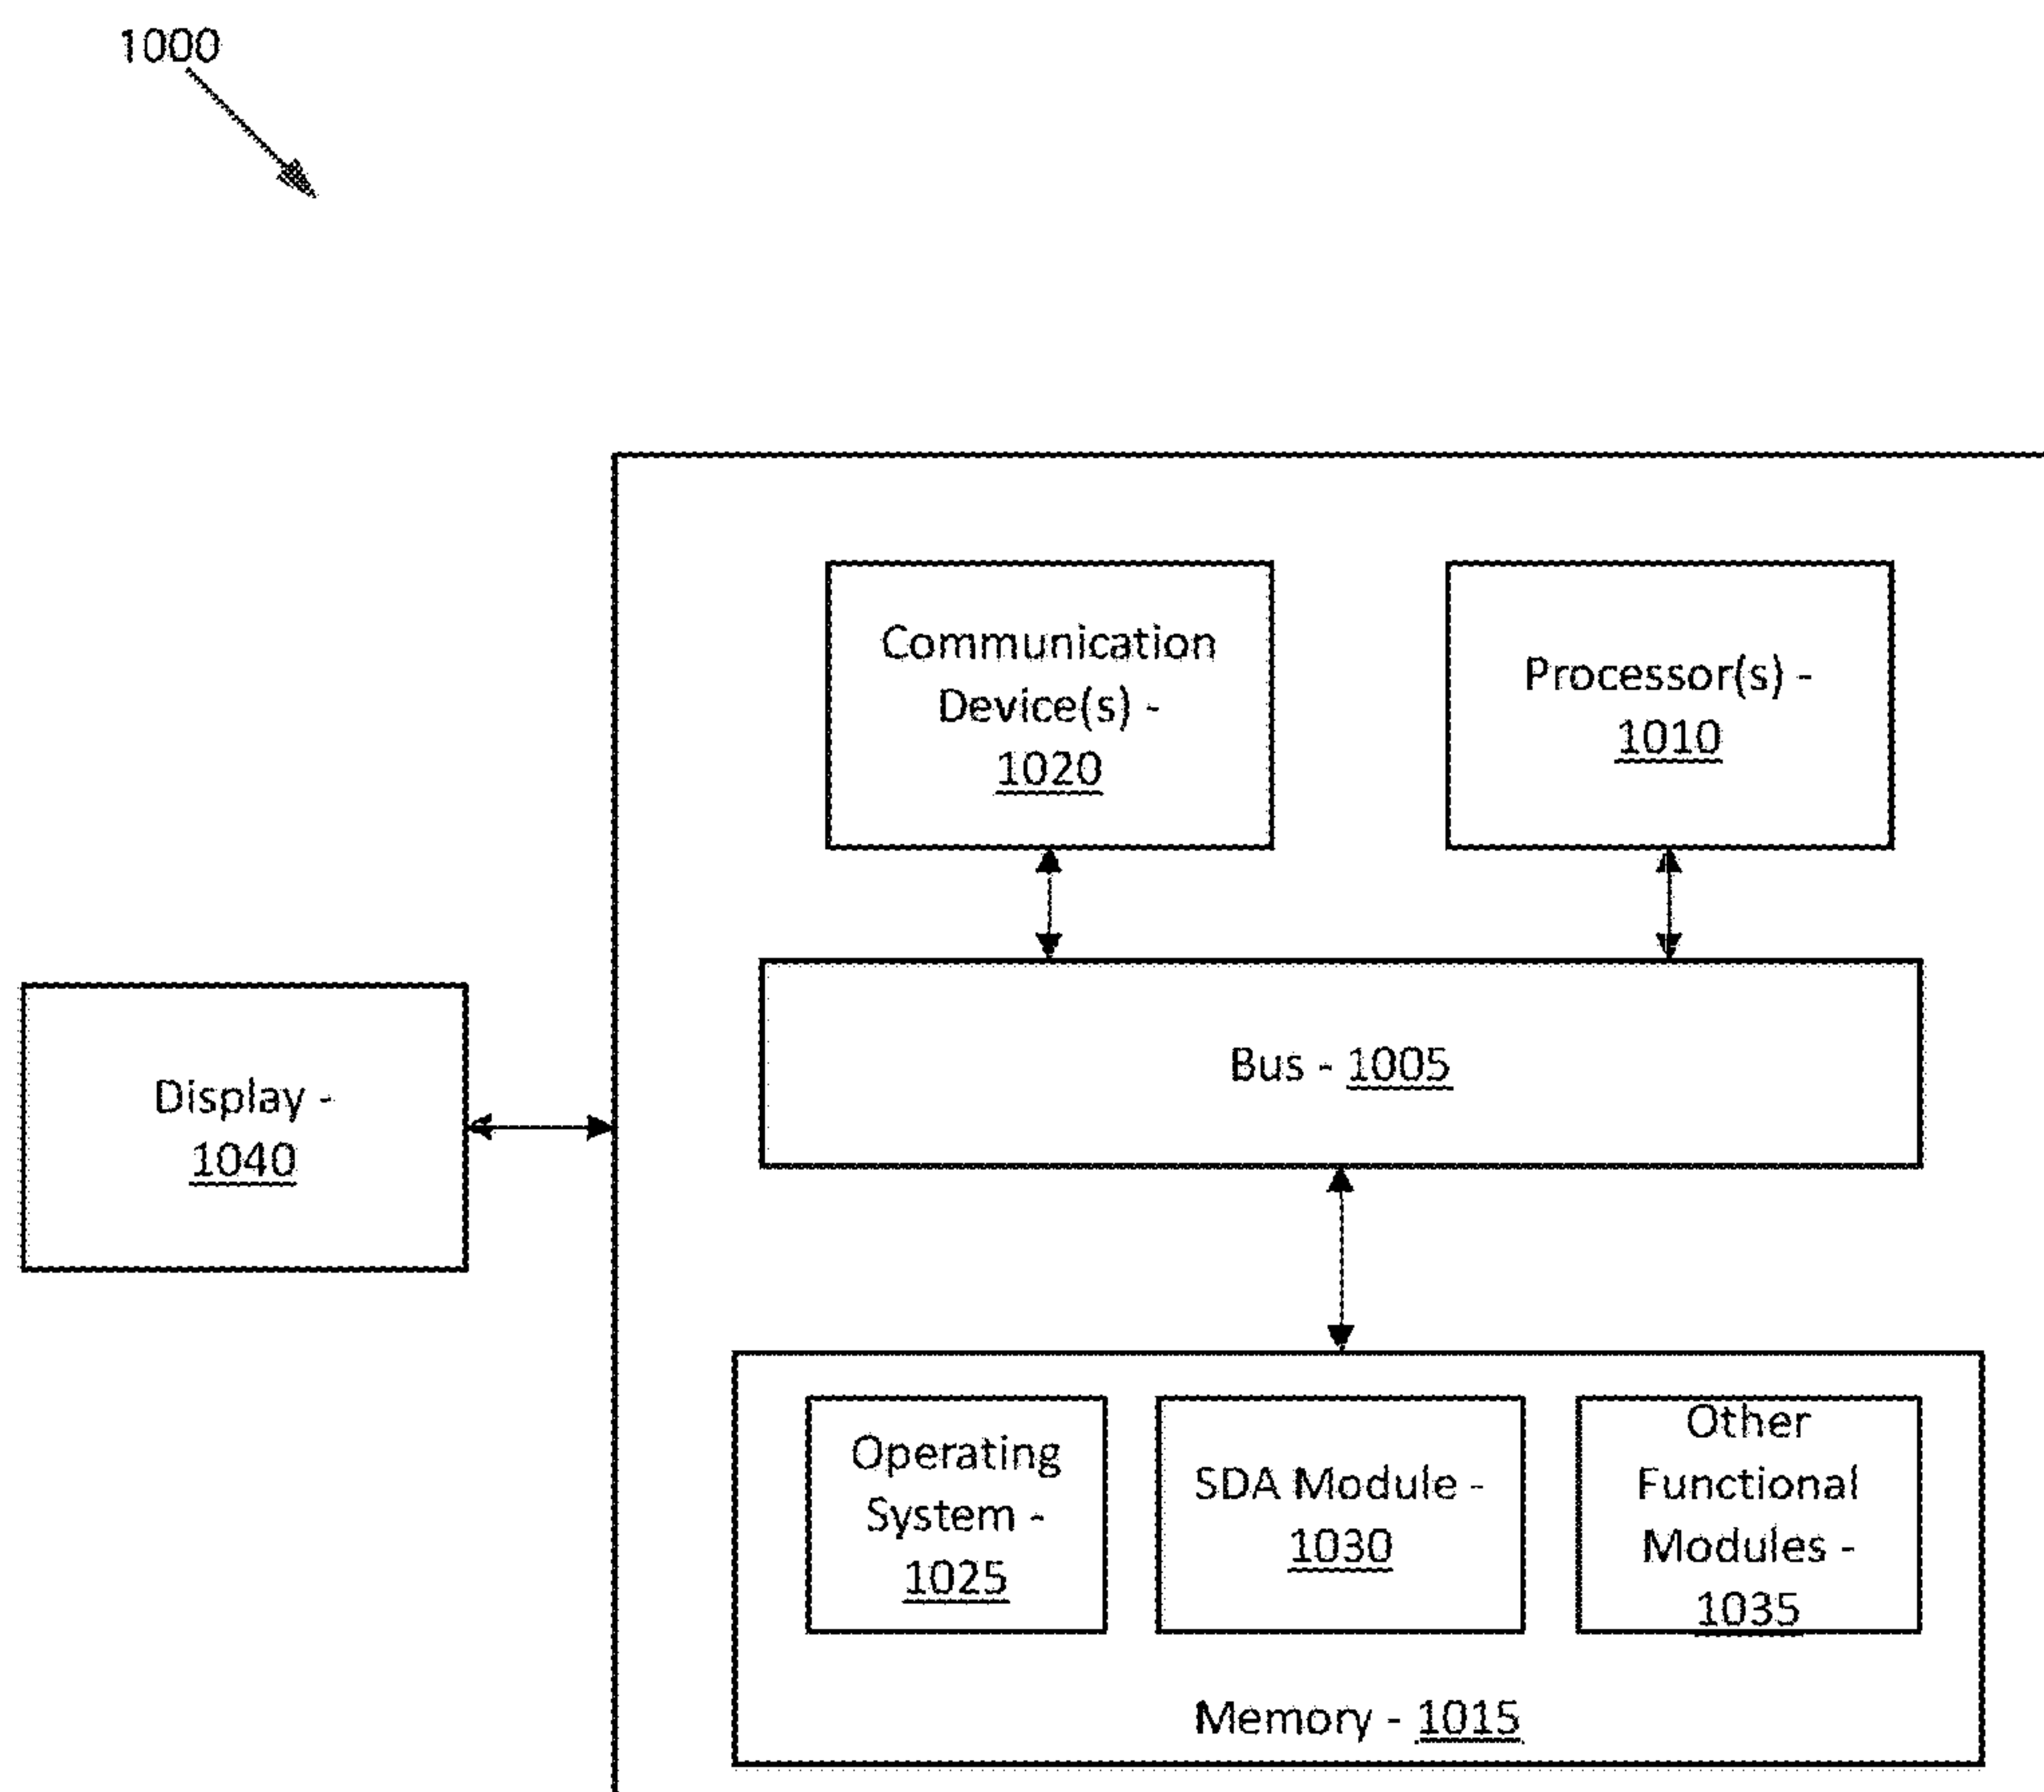 1000
Communication
Device(s) -
1020
Processor(s) -
1010
Bus - 1005
Display -
1040
Operating
System -
1025
SDA Module -
1030
Other
Functional
Modules -
1035
Memory - 1015